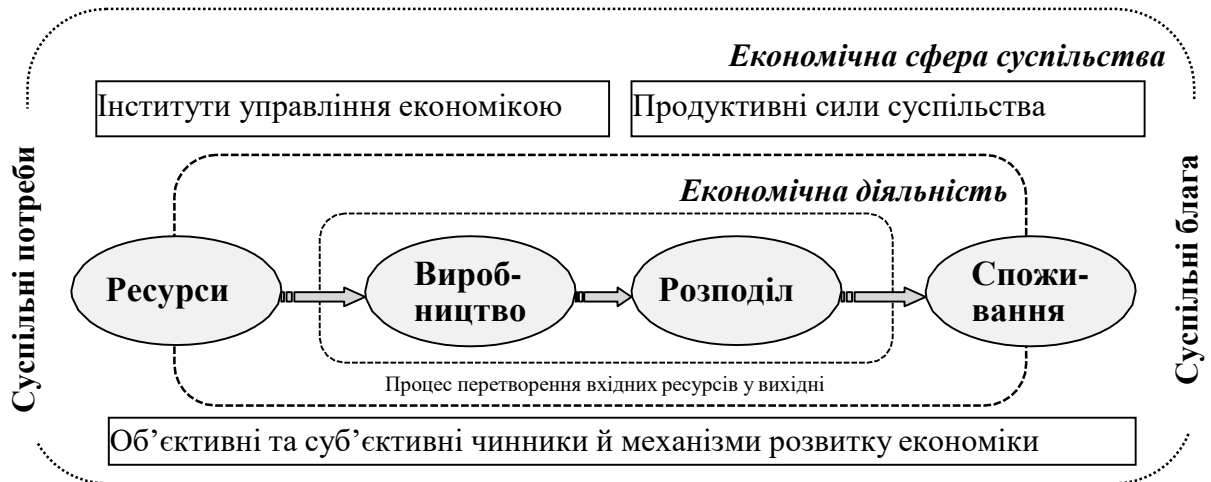 Економічна сфера суспільства
Інститути управління економікою
Продуктивні сили суспільства
Суспільні потреби
Економічна діяльність
Ресурси
Вироб-
ництво
Розподіл
Спожи-
вання
Суспільні блага
Процес перетворення вхідних ресурсів у вихідні
Об’єктивні та суб’єктивні чинники й механізми розвитку економіки